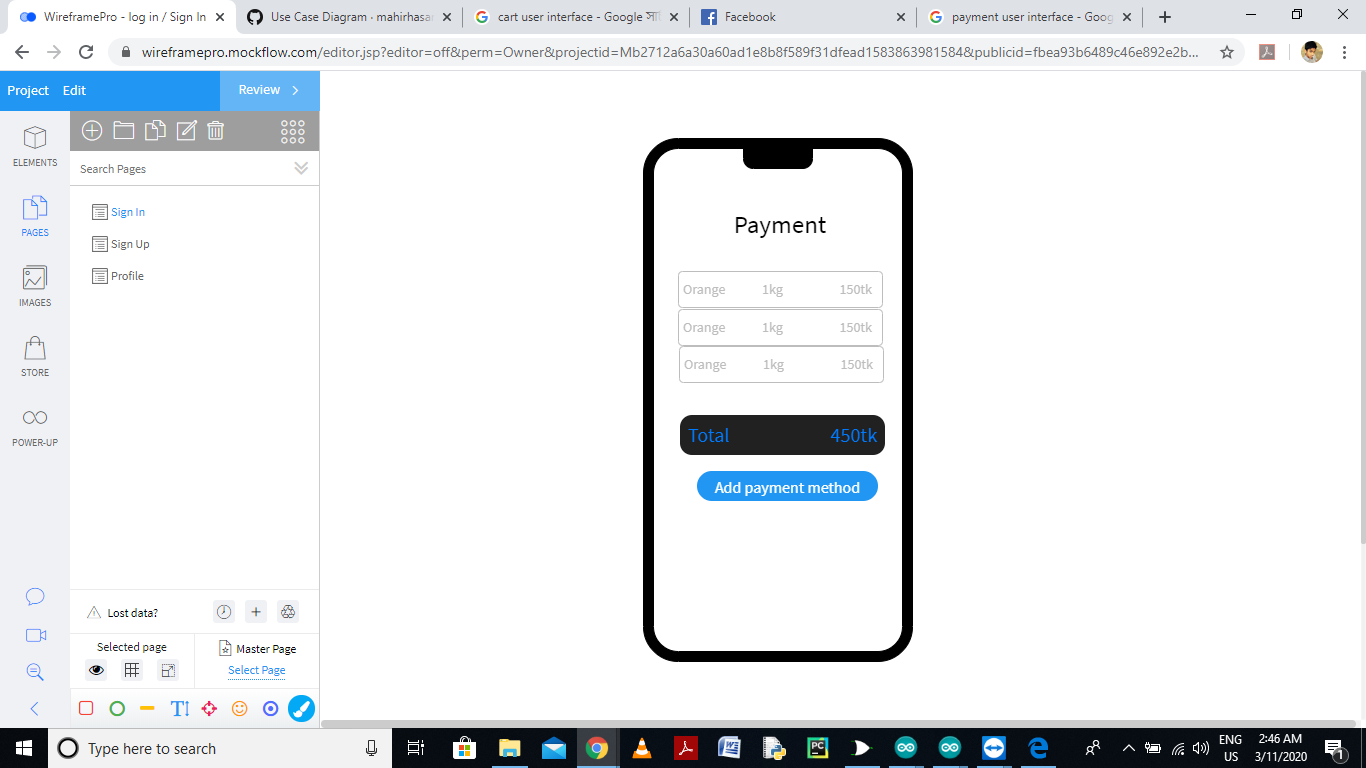 WireframePro - log in / Sign In
Use Case Diagram · mahirhasan
cart user interface - Google সার্চ
Facebook
payment user interface - Goog
wireframepro.mockflow.com/editor.jsp?editor=off&perm=Owner&projectid=Mb2712a6a30a60ad1e8b8f589f31dfead1583863981584&publicid=fbea93b6489c46e892e2b...
Project Edit Review
ELEMENTS
PAGES
IMAGES
STORE
POWER-UP
Search Pages
Sign In
Sign Up
Profile
Payment
Orange 1kg 150tk
Orange 1kg 150tk
Orange 1kg 150tk
Total 450tk
Add payment method
Lost data?
Selected page
Master Page
Select Page
Type here to search
ENG
US
2:46 AM
3/11/2020
1